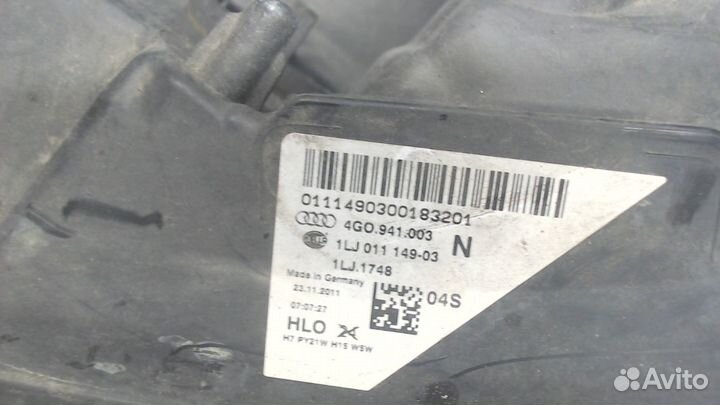 0111490300183201
4G0.941.003 N
1LJ 011 149-03
1LJ.1748
Made in Germany
23.11.2011
04S
07:07:27
HLO 24
H7 PY21W H15 W5W
Avito